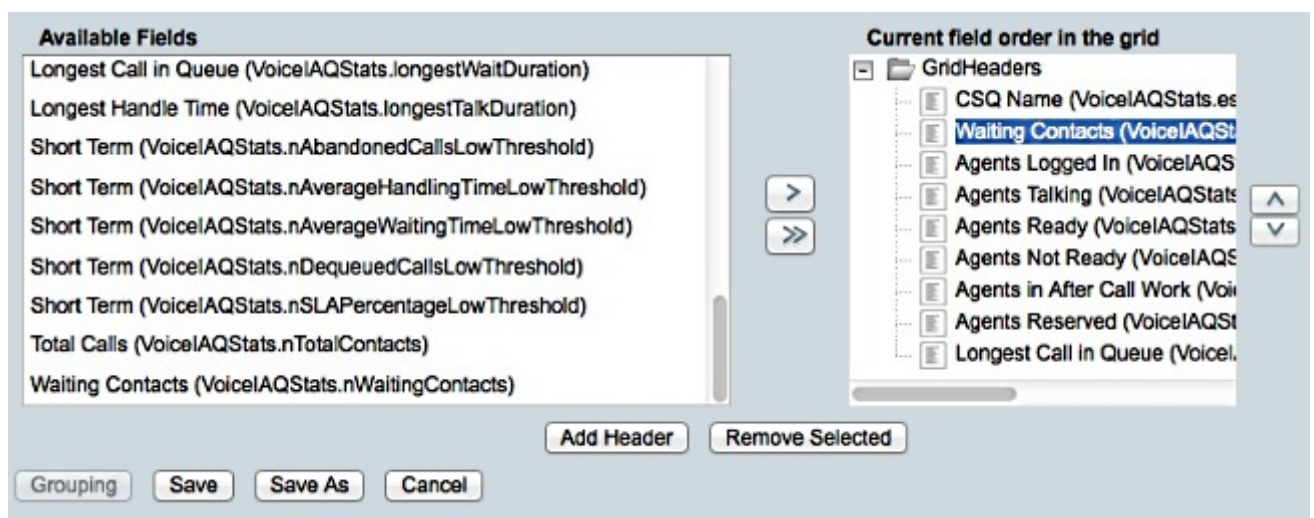 Available Fields
Longest Call in Queue (VoiceIAQStats.longestWaitDuration)
Longest Handle Time (VoiceIAQStats.longestTalkDuration)
Short Term (VoiceIAQStats.nAbandonedCallsLowThreshold)
Short Term (VoiceIAQStats.nAverageHandlingTimeLowThreshold)
Short Term (VoiceIAQStats.nAverageWaitingTimeLowThreshold)
Short Term (VoiceIAQStats.nDequeuedCallsLowThreshold)
Short Term (VoiceIAQStats.nSLAPercentageLowThreshold)
Total Calls (VoiceIAQStats.nTotalContacts)
Waiting Contacts (VoiceIAQStats.nWaitingContacts)
>
>>
Current field order in the grid
GridHeaders
CSQ Name (VoiceIAQStats.es
Waiting Contacts (VoiceIAQSt
Agents Logged In (VoiceIAQS
Agents Talking (VoiceIAQStats
Agents Ready (VoiceIAQStats
Agents Not Ready (VoiceIAQS
Agents in After Call Work (Voi
Agents Reserved (VoiceIAQSt
Longest Call in Queue (VoiceI
Add Header Remove Selected
Grouping Save Save As Cancel